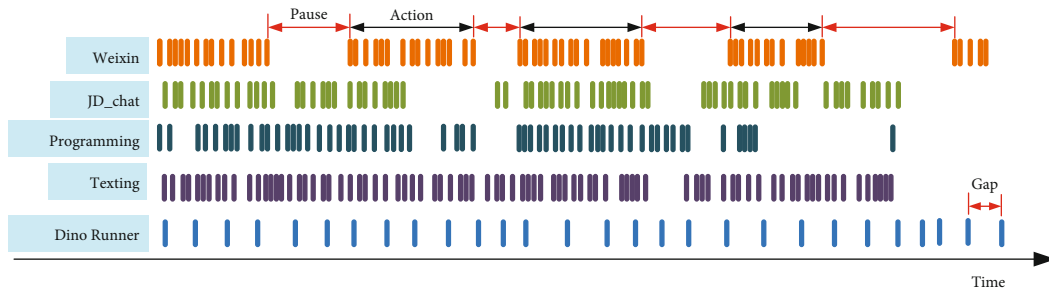 Pause
Action
Weixin
JD_chat
Programming
Texting
Gap
Dino Runner
Time